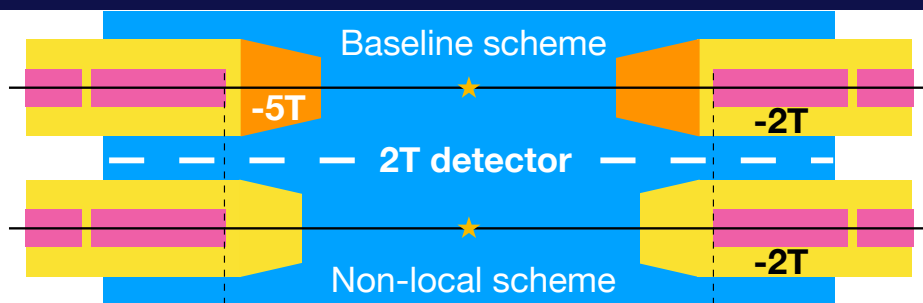 Baseline scheme
-5T
-2T
2T detector
-2T
Non-local scheme